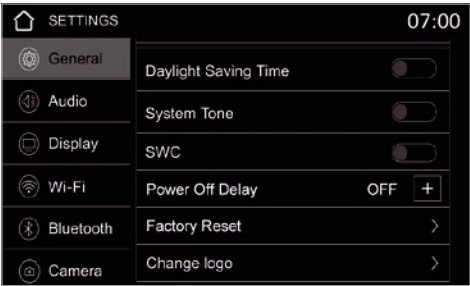 SETTINGS 07:00
General
Audio
Display
Wi-Fi
Bluetooth
Camera
Daylight Saving Time
System Tone
SWC
Power Off Delay OFF +
Factory Reset >
Change logo >